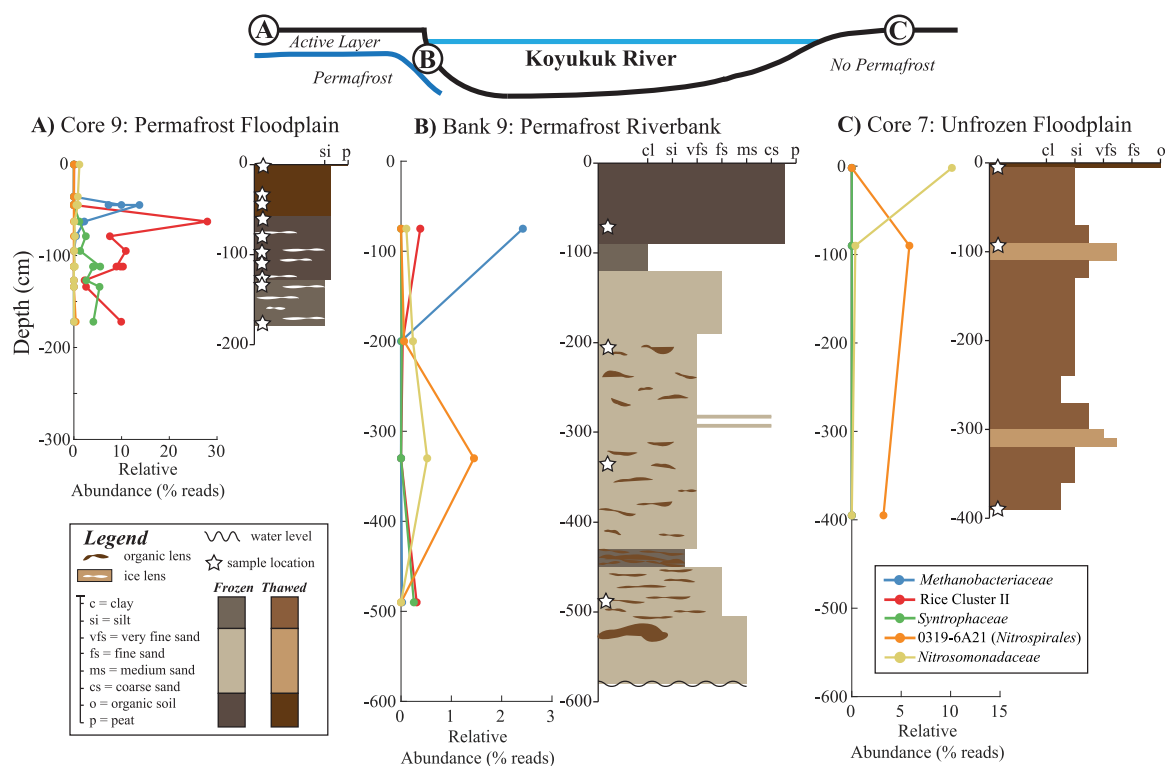 A
Active Layer
Permafrost
B
Koyukuk River
C
No Permafrost
A) Core 9: Permafrost Floodplain
Depth (cm)
0
-100
-200
-300
0 10 20 30
Relative
Abundance (% reads)
si p
0
-100
-200
B) Bank 9: Permafrost Riverbank
0
-100
-200
-300
-400
-500
-600
0 1 2 3
Relative
Abundance (% reads)
cl si vfs fs ms cs p
0
-100
-200
-300
-400
-500
-600
C) Core 7: Unfrozen Floodplain
0
-100
-200
-300
-400
-500
-600
0 5 10 15
Relative
Abundance (% reads)
cl si vfs fs o
0
-100
-200
-300
-400
Legend
organic lens
ice lens
water level
sample location
Frozen Thawed
c = clay
si = silt
vfs = very fine sand
fs = fine sand
ms = medium sand
cs = coarse sand
o = organic soil
p = peat
Methanobacteriaceae
Rice Cluster II
Syntrophaceae
0319-6A21 (Nitrospirales)
Nitrosomonadaceae